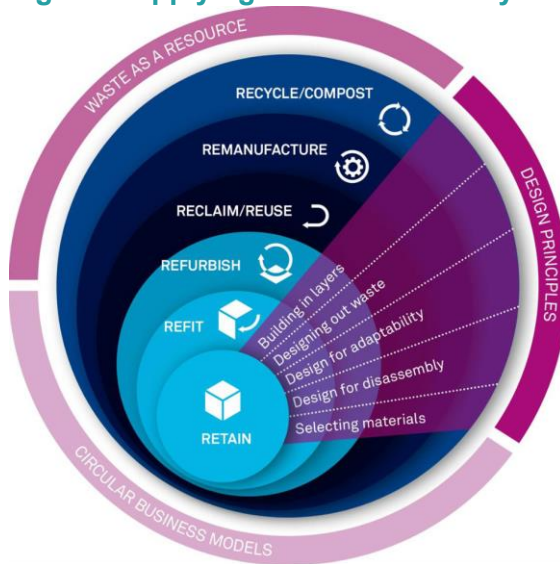 WASTE AS A RESOURCE
RECYCLE/COMPOST
REMANUFACTURE
RECLAIM/REUSE
REFURBISH
REFIT
RETAIN
Building in layers
Designing out waste
Design for adaptability
Design for disassembly
Selecting materials
DESIGN PRINCIPLES
CIRCULAR BUSINESS MODELS